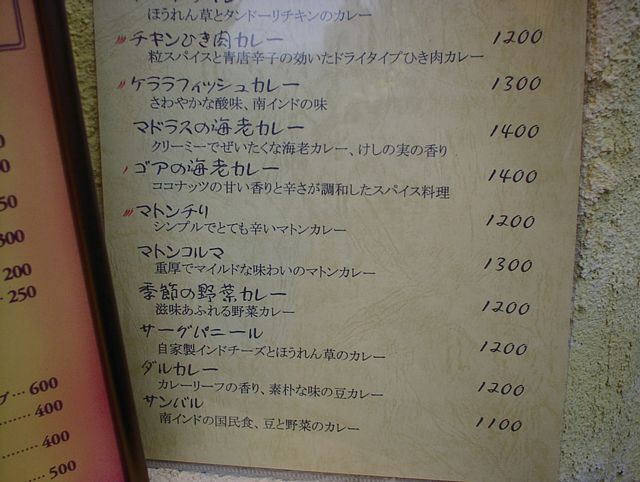 ほうれん草とタンドーリチキンのカレー
チキンひき肉カレー 1200
粒スパイスと青唐辛子の効いたドライタイプひき肉カレー
ケララフィッシュカレー 1300
さわやかな酸味、南インドの味
マドラスの海老カレー 1400
クリーミーでぜいたくな海老カレー、けしの実の香り
ゴアの海老カレー 1400
ココナッツの甘い香りと辛さが調和したスパイス料理
マトンチリ 1200
シンプルでとても辛いマトンカレー
マトンコルマ 1300
重厚でマイルドな味わいのマトンカレー
季節の野菜カレー 1200
滋味あふれる野菜カレー
サーグパニール 1200
自家製インドチーズとほうれん草のカレー
ダルカレー 1200
カレーリーフの香り、素朴な味の豆カレー
サンバル 1100
南インドの国民食、豆と野菜のカレー
200
250
プ … 600
400
400
500